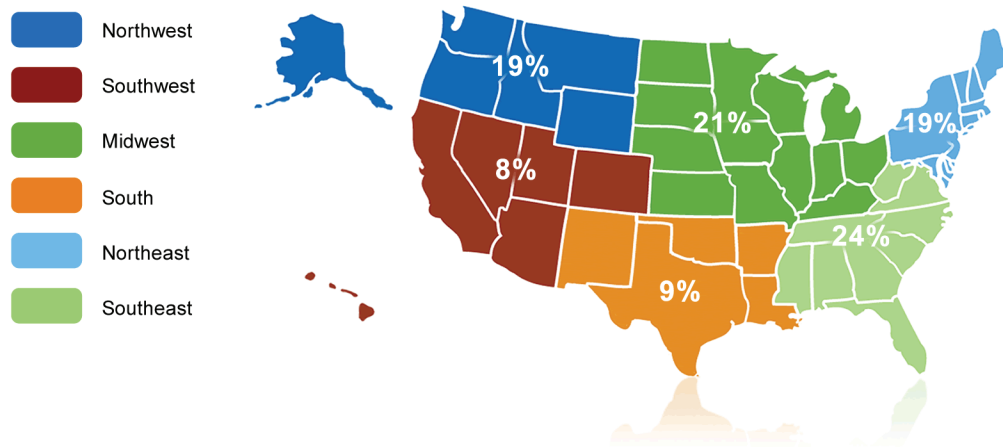 Northwest
Southwest
Midwest
South
Northeast
Southeast
19%
21%
19%
8%
24%
9%